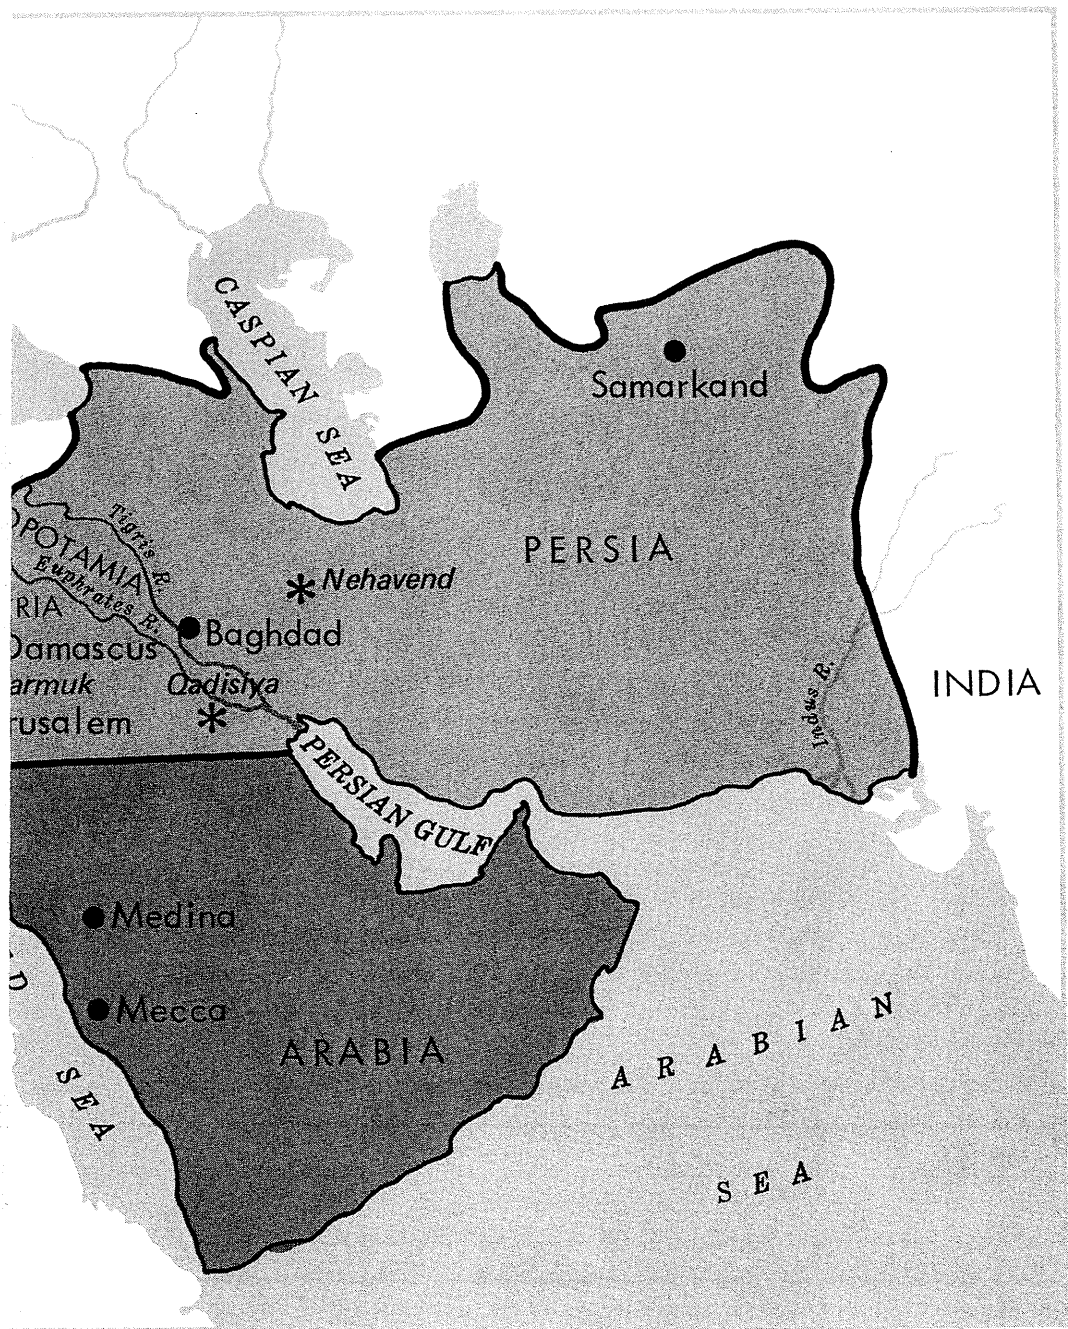 CASPIAN SEA
Samarkand
PERSIA
Tigris R.
OPOTAMIA
Euphrates R.
Nehavend
RIA
Baghdad
Damascus
armuk
Qadisiya
rusalem
Indus R.
INDIA
PERSIAN GULF
Medina
D
SEA
Mecca
ARABIA
ARABIAN
SEA